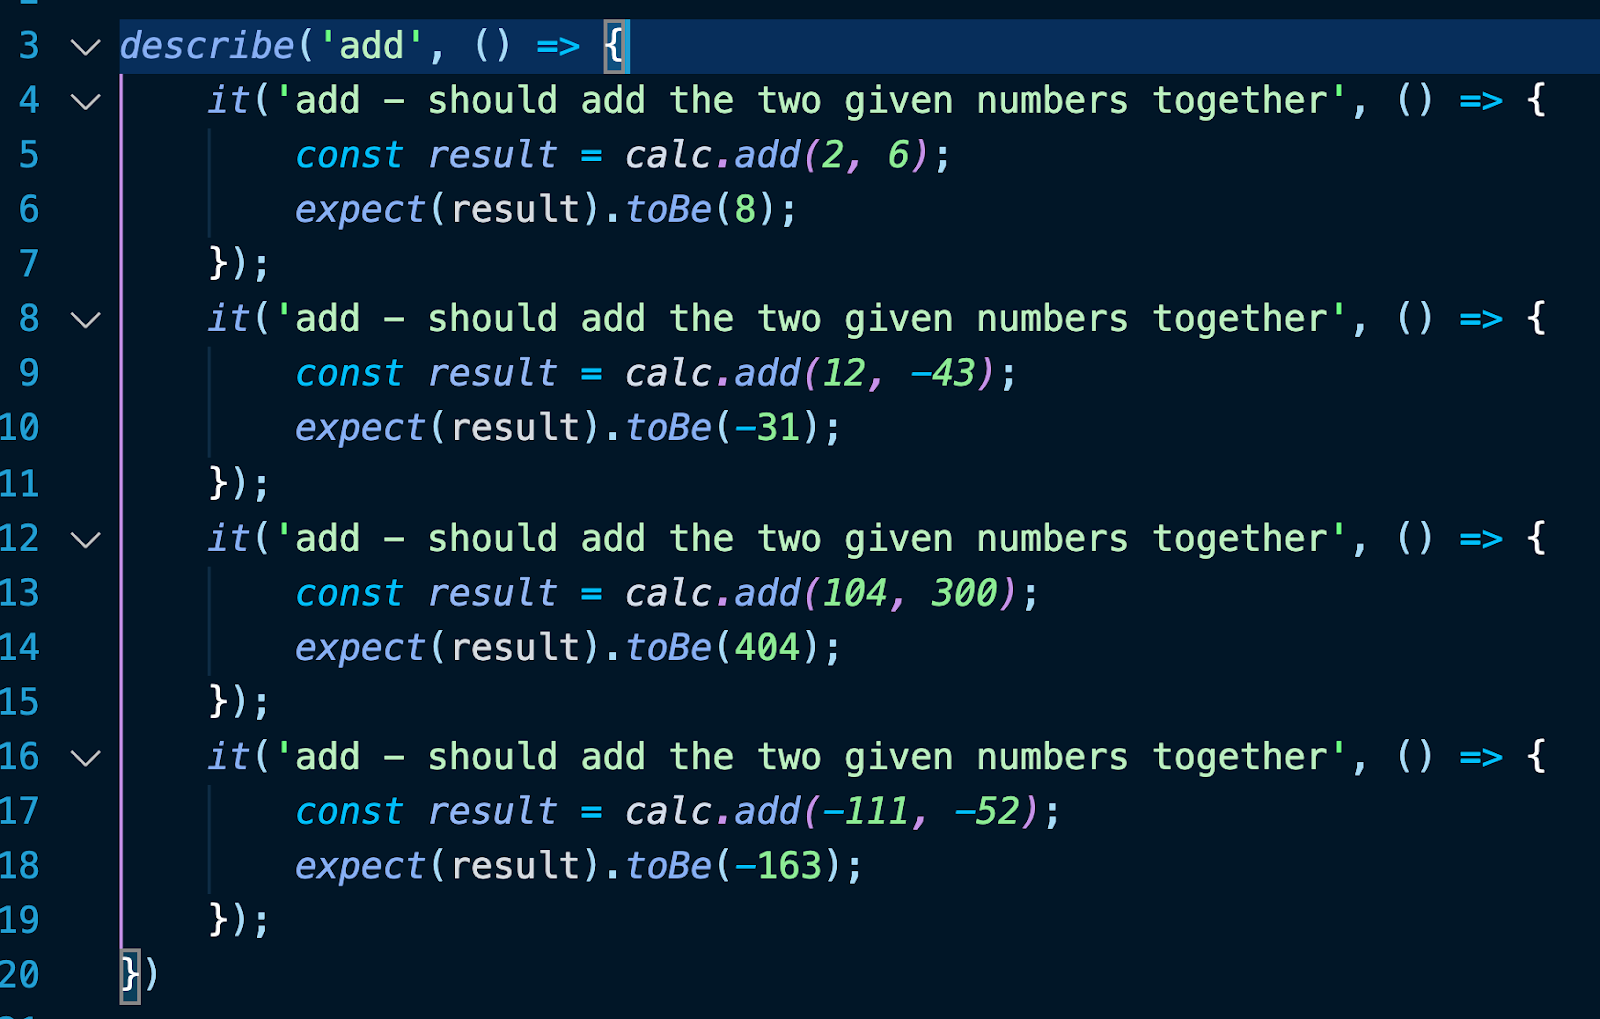 3 describe('add', () => {
4 it('add – should add the two given numbers together', () => {
5 const result = calc.add(2, 6);
6 expect(result).toBe(8);
7 });
8 it('add – should add the two given numbers together', () => {
9 const result = calc.add(12, -43);
10 expect(result).toBe(-31);
11 });
12 it('add – should add the two given numbers together', () => {
13 const result = calc.add(104, 300);
14 expect(result).toBe(404);
15 });
16 it('add – should add the two given numbers together', () => {
17 const result = calc.add(-111, -52);
18 expect(result).toBe(-163);
19 });
20 })